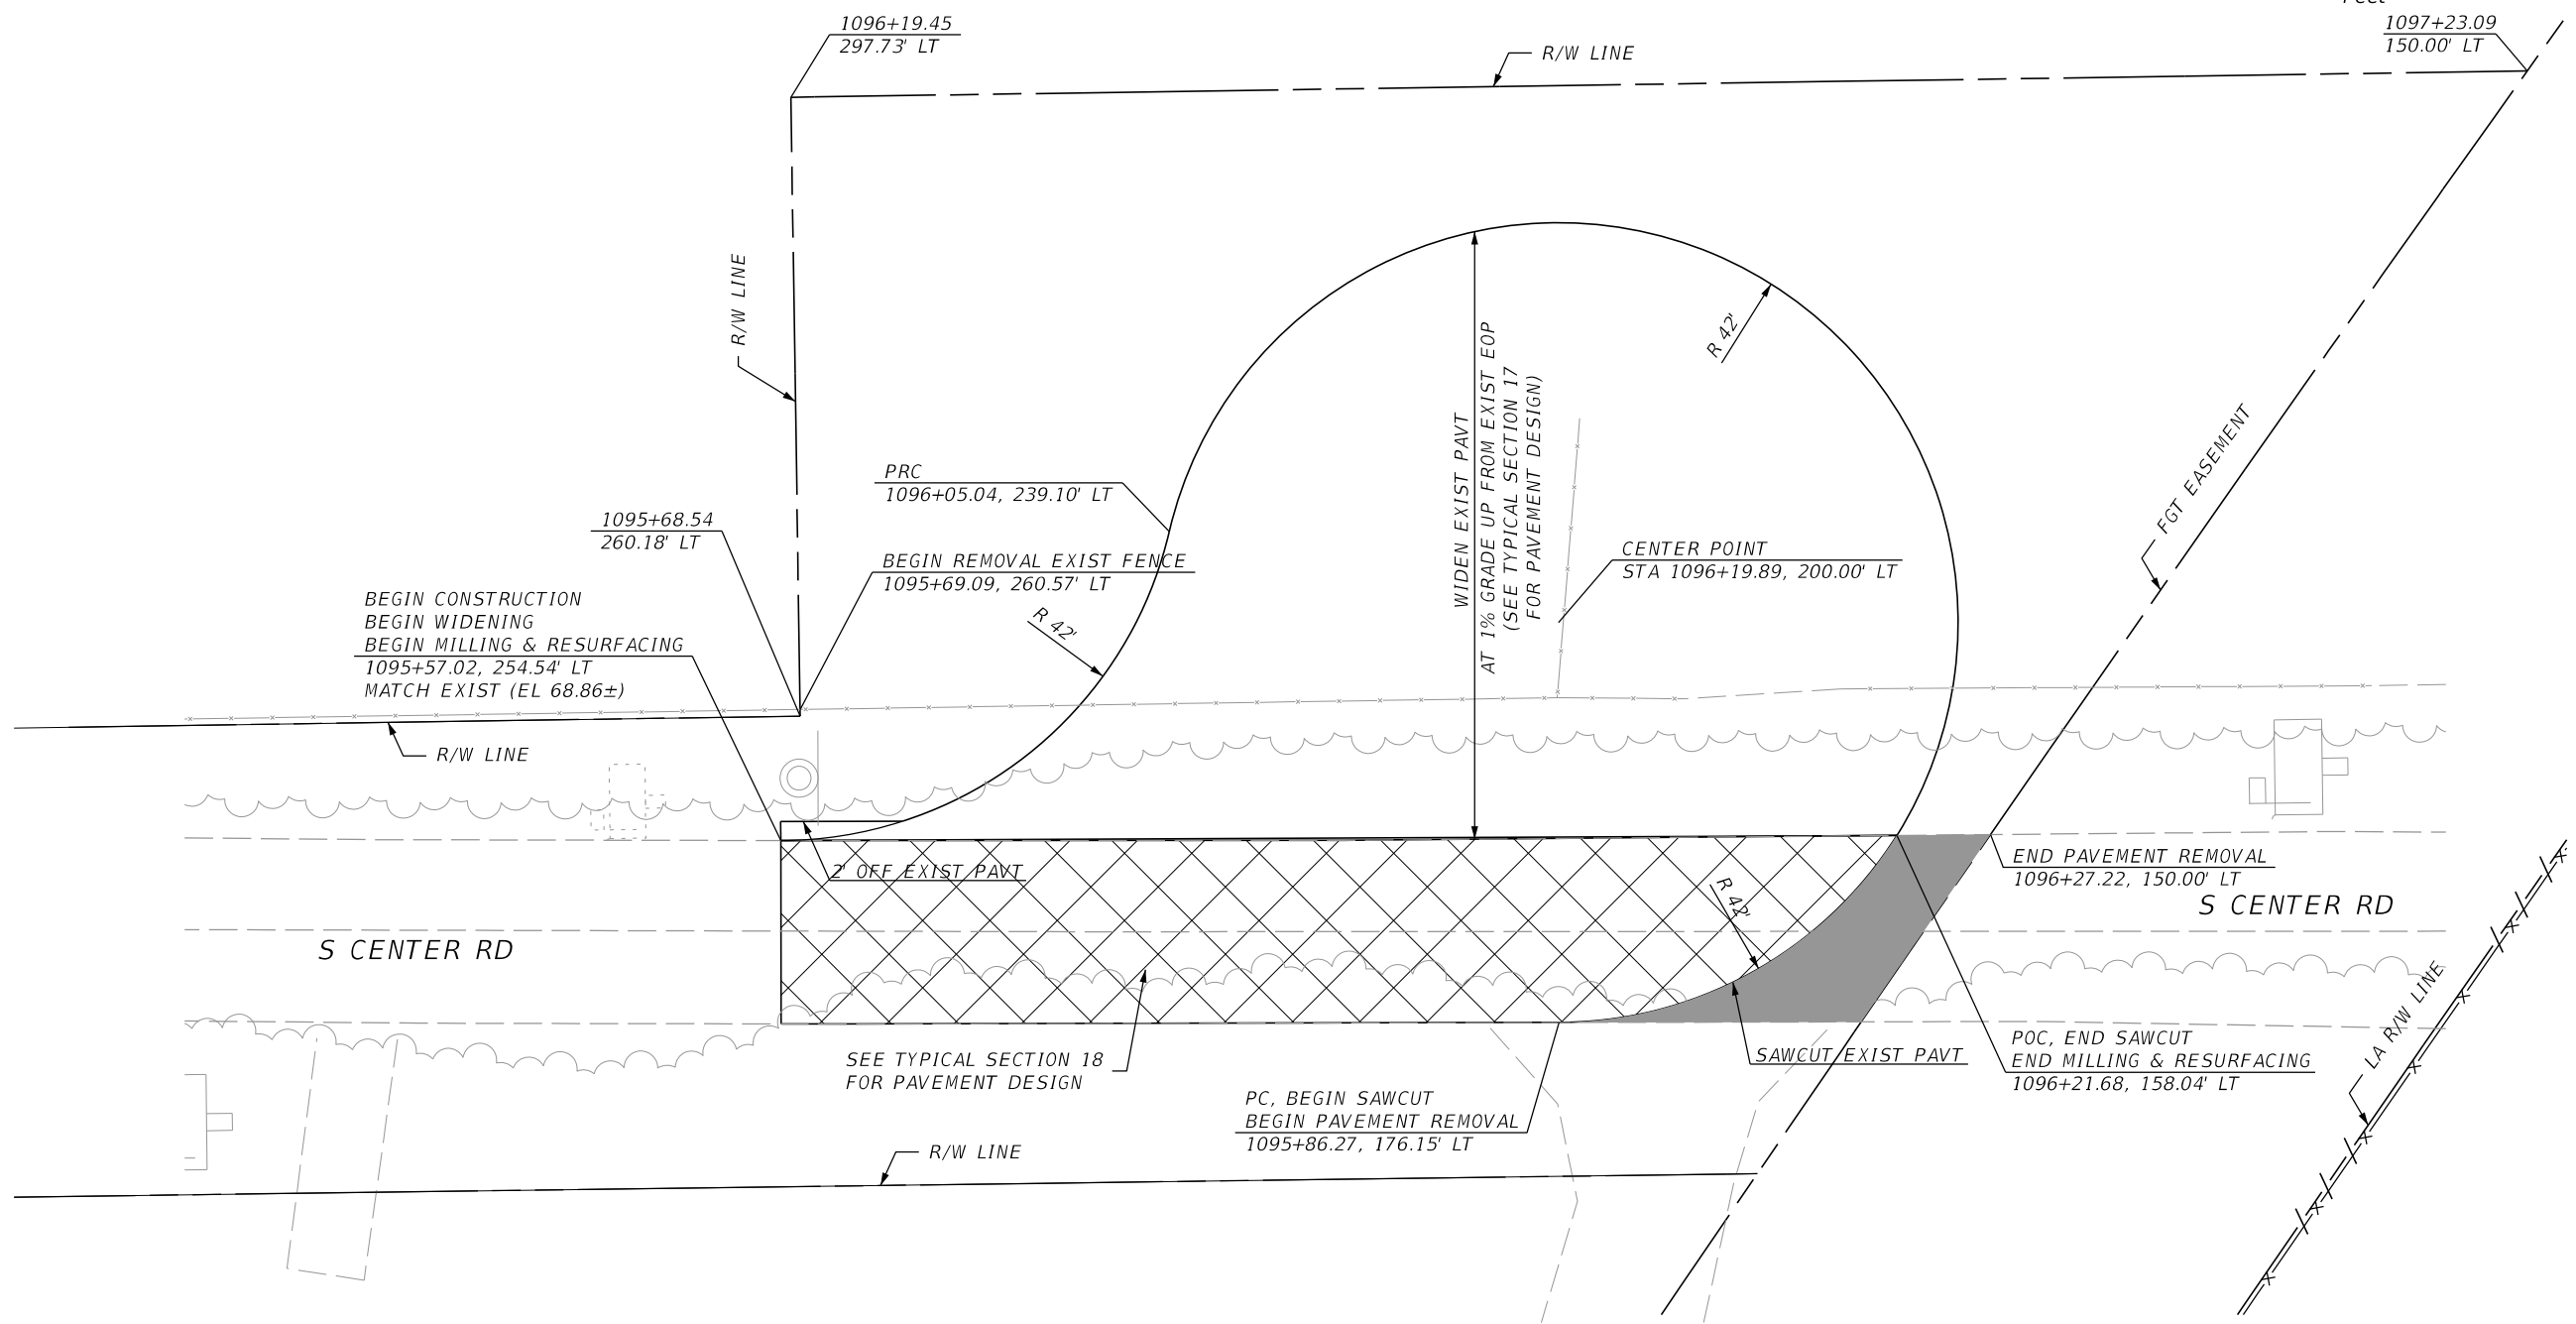 Feet
1096+19.45
297.73' LT
R/W LINE
1097+23.09
150.00' LT
R/W LINE
R 42'
WIDEN EXIST PAVT
AT 1% GRADE UP FROM EXIST EOP
(SEE TYPICAL SECTION 17
FOR PAVEMENT DESIGN)
FGT EASEMENT
PRC
1096+05.04, 239.10' LT
1095+68.54
260.18' LT
BEGIN REMOVAL EXIST FENCE
1095+69.09, 260.57' LT
CENTER POINT
STA 1096+19.89, 200.00' LT
BEGIN CONSTRUCTION
BEGIN WIDENING
BEGIN MILLING & RESURFACING
1095+57.02, 254.54' LT
MATCH EXIST (EL 68.86±)
R 42'
R/W LINE
2' OFF EXIST PAVT
R 42'
END PAVEMENT REMOVAL
1096+27.22, 150.00' LT
S CENTER RD
S CENTER RD
LA R/W LINE
SEE TYPICAL SECTION 18
FOR PAVEMENT DESIGN
SAWCUT EXIST PAVT
POC, END SAWCUT
END MILLING & RESURFACING
1096+21.68, 158.04' LT
PC, BEGIN SAWCUT
BEGIN PAVEMENT REMOVAL
1095+86.27, 176.15' LT
R/W LINE